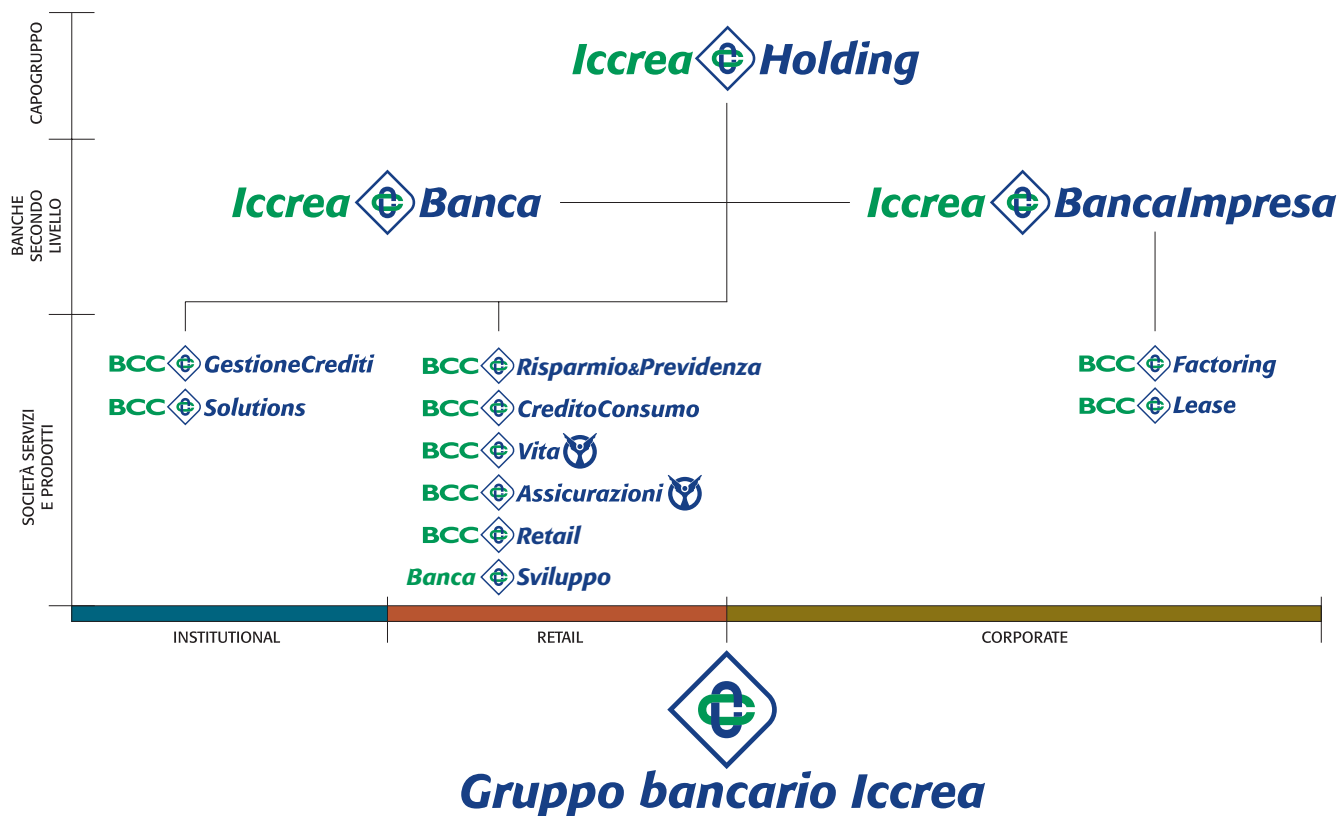 CAPOGRUPPO
Iccrea Holding
BANCHE
SECONDO
LIVELLO
Iccrea Banca
Iccrea BancaImpresa
SOCIETÀ SERVIZI
E PRODOTTI
BCC GestioneCrediti
BCC Solutions
BCC Risparmio&Previdenza
BCC CreditoConsumo
BCC Vita
BCC Assicurazioni
BCC Retail
Banca Sviluppo
BCC Factoring
BCC Lease
INSTITUTIONAL
RETAIL
CORPORATE
Gruppo bancario Iccrea